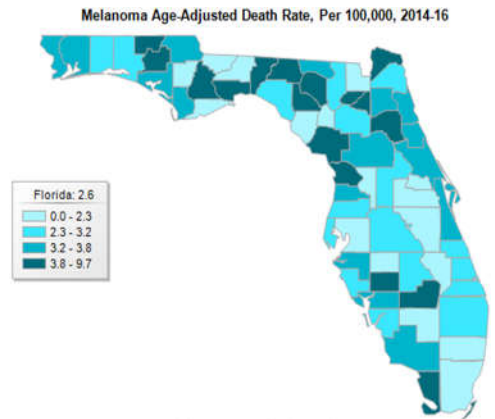 Melanoma Age-Adjusted Death Rate, Per 100,000, 2014-16
Florida: 2.6
0.0 - 2.3
2.3 - 3.2
3.2 - 3.8
3.8 - 9.7